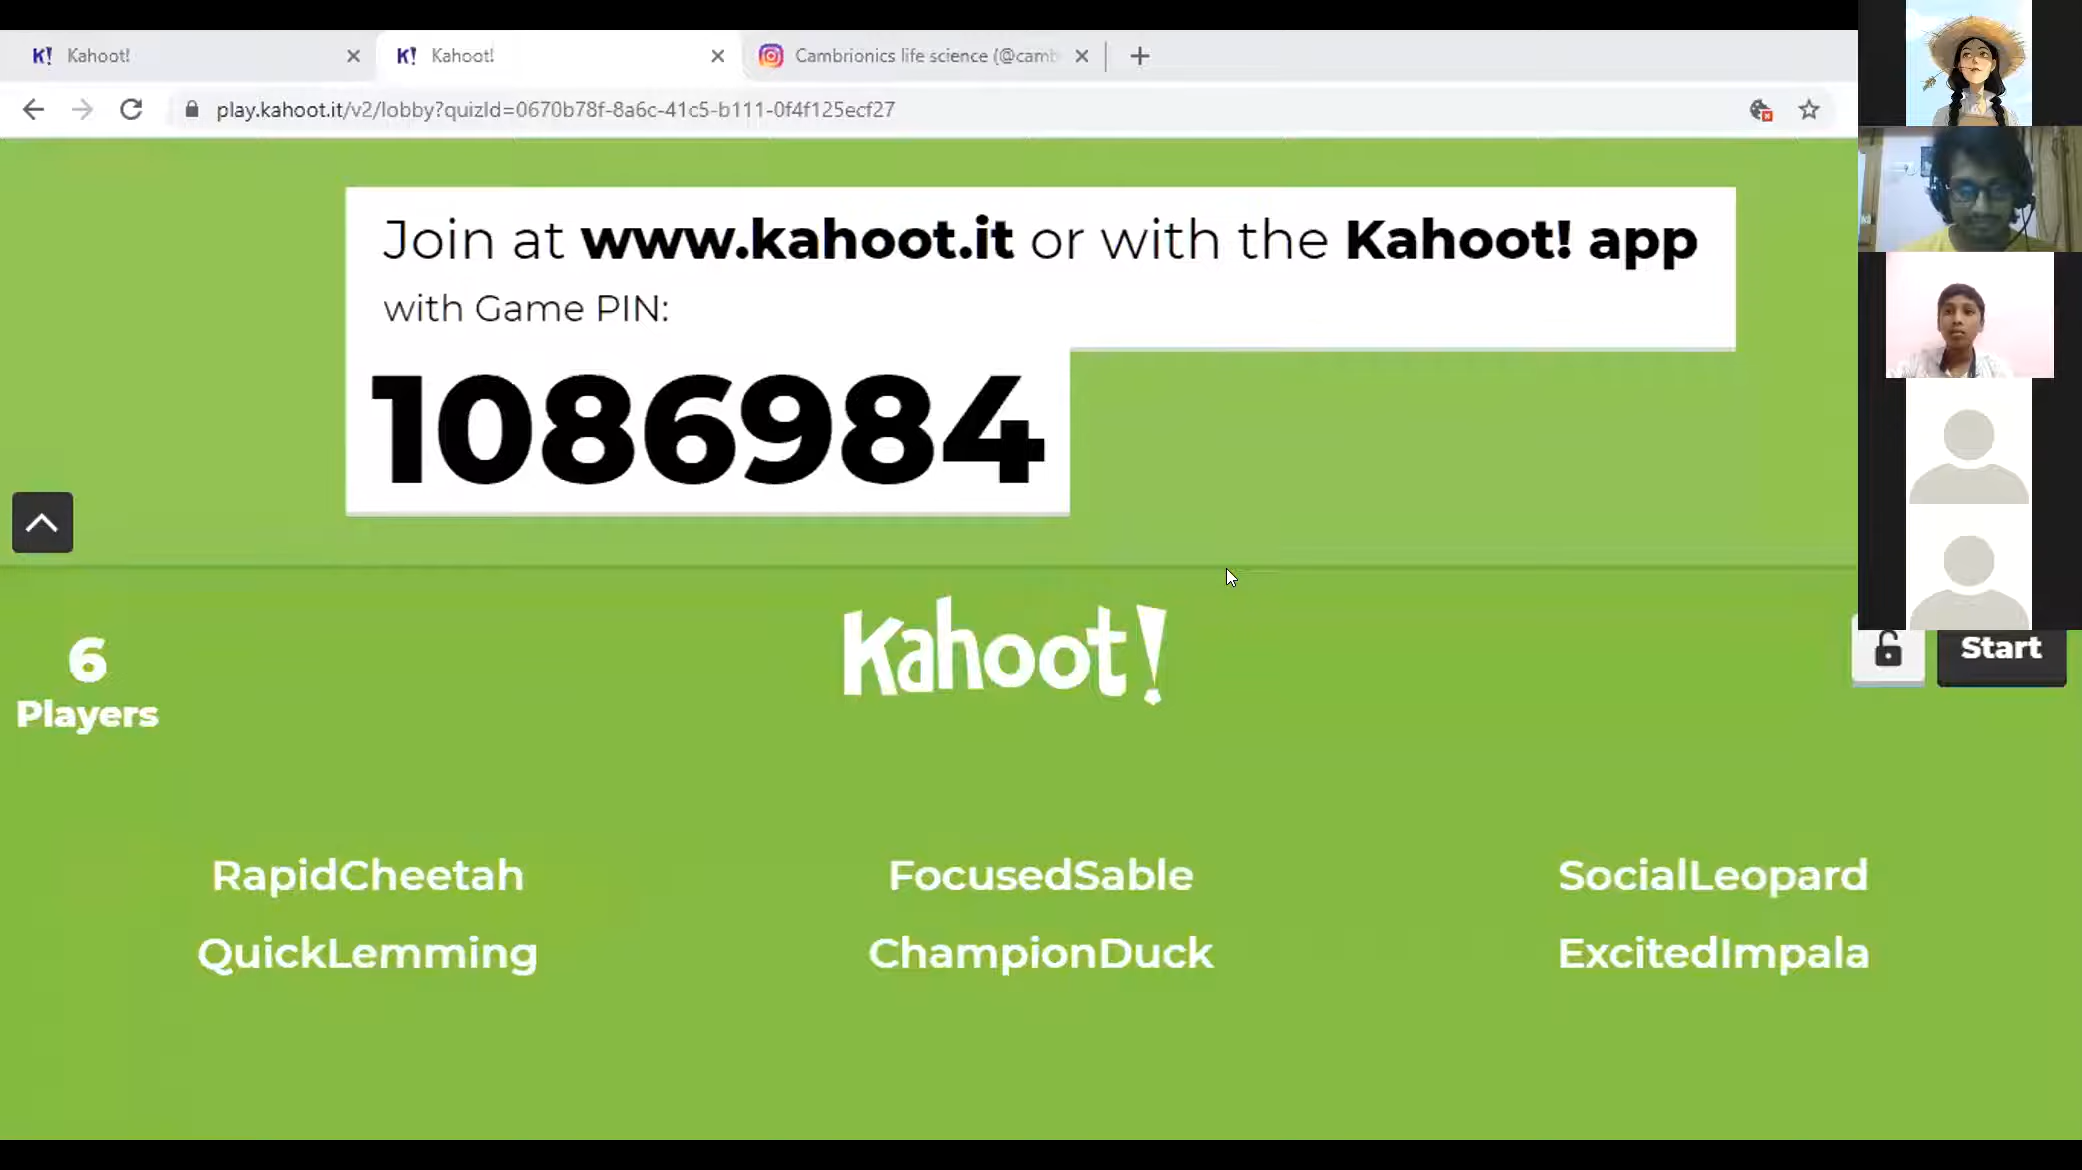 K! Kahoot!
K! Kahoot!
Cambrionics life science (@camb
play.kahoot.it/v2/lobby?quizId=0670b78f-8a6c-41c5-b111-0f4f125ecf27
Join at www.kahoot.it or with the Kahoot! app
with Game PIN:
1086984
Kahoot!
6
Players
Start
RapidCheetah FocusedSable SocialLeopard
QuickLemming ChampionDuck ExcitedImpala